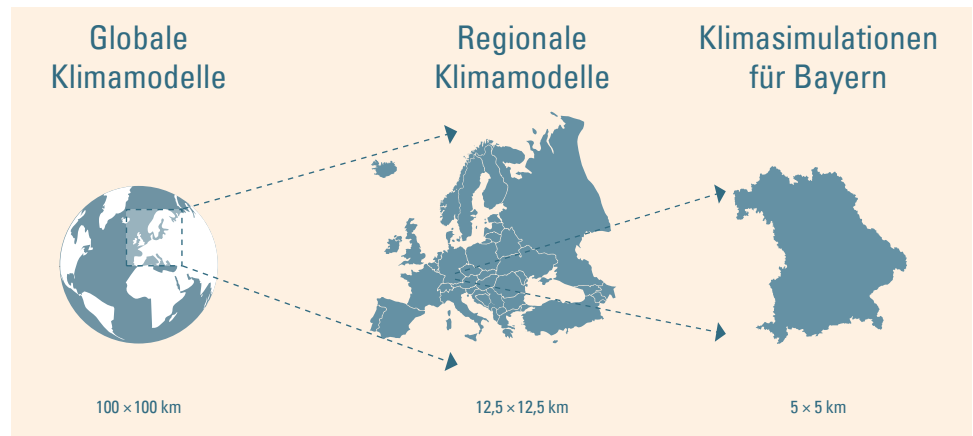 Globale
Klimamodelle
Regionale
Klimamodelle
Klimasimulationen
für Bayern
100 × 100 km
12,5 × 12,5 km
5 × 5 km